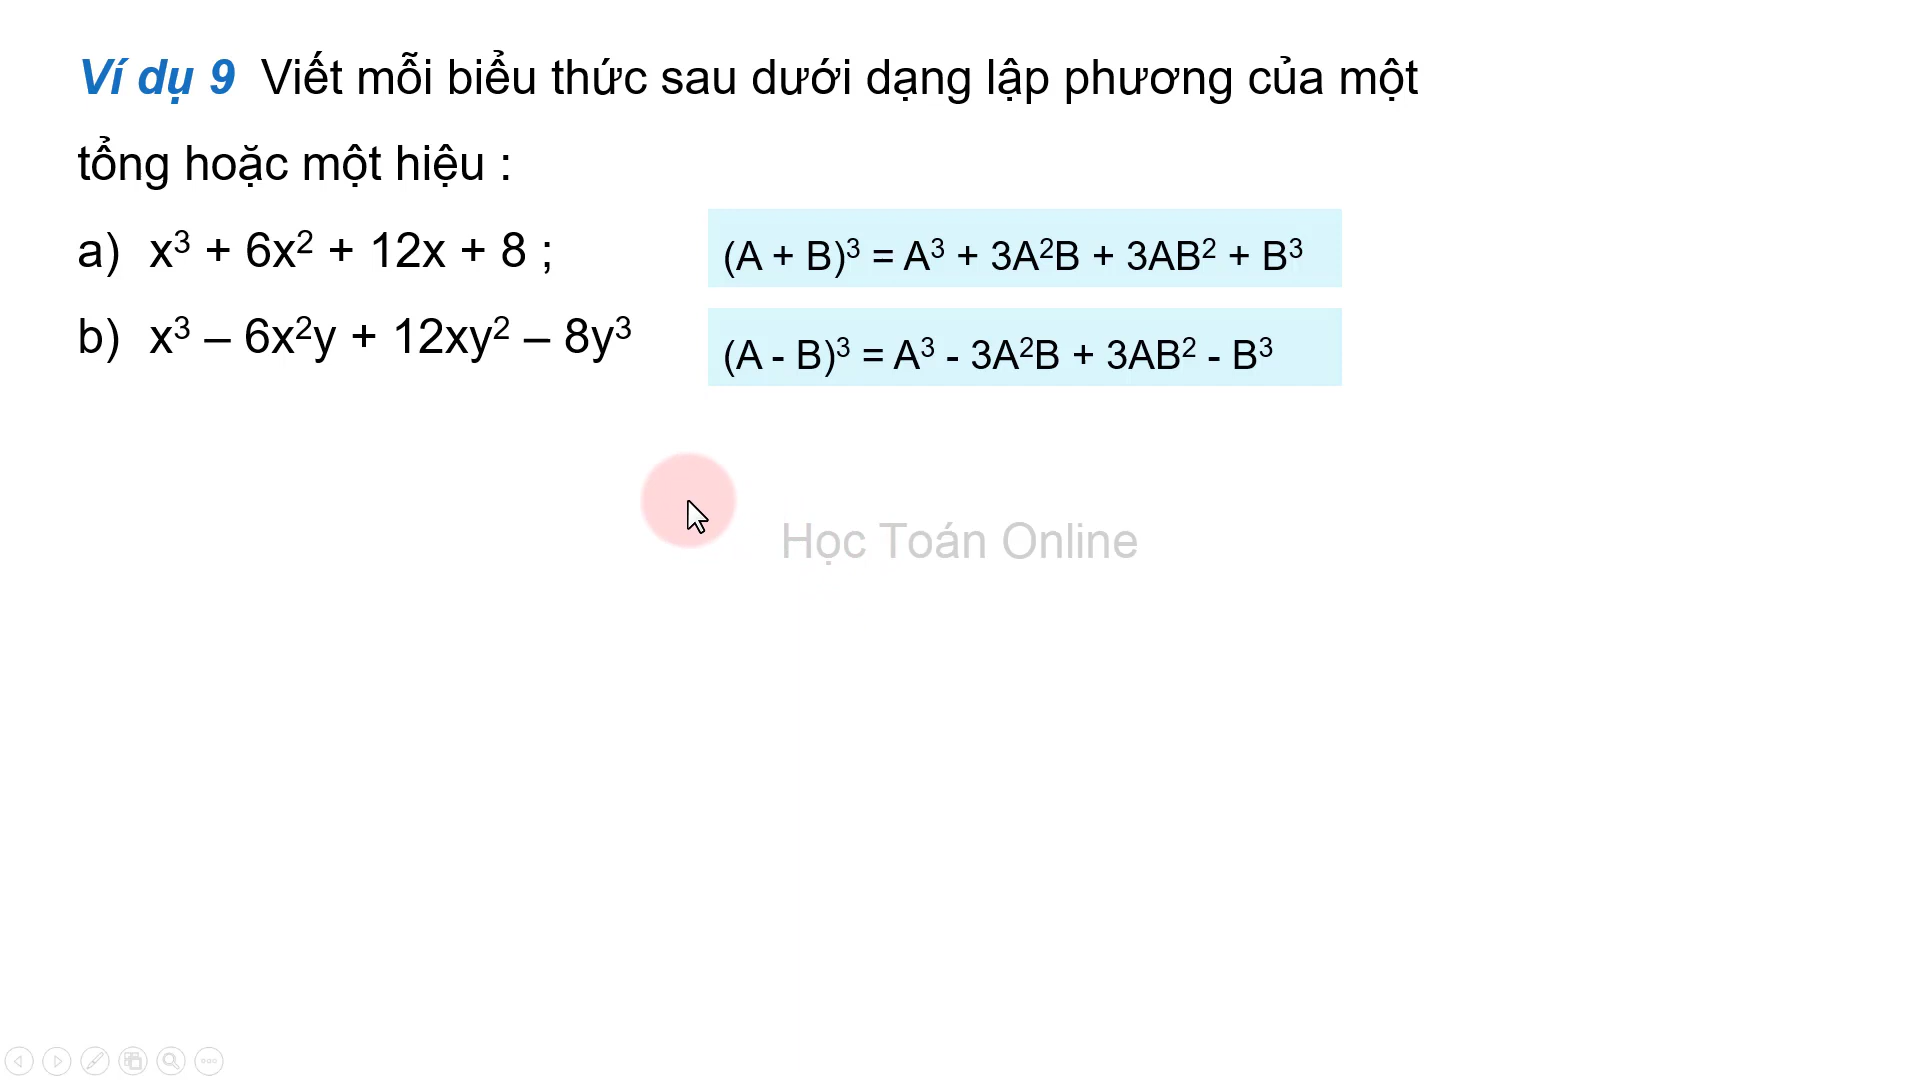 Ví dụ 9 Viết mỗi biểu thức sau dưới dạng lập phương của một
tổng hoặc một hiệu :
a) x³ + 6x² + 12x + 8 ;
(A + B)³ = A³ + 3A²B + 3AB² + B³
b) x³ – 6x²y + 12xy² – 8y³
(A - B)³ = A³ - 3A²B + 3AB² - B³
Học Toán Online